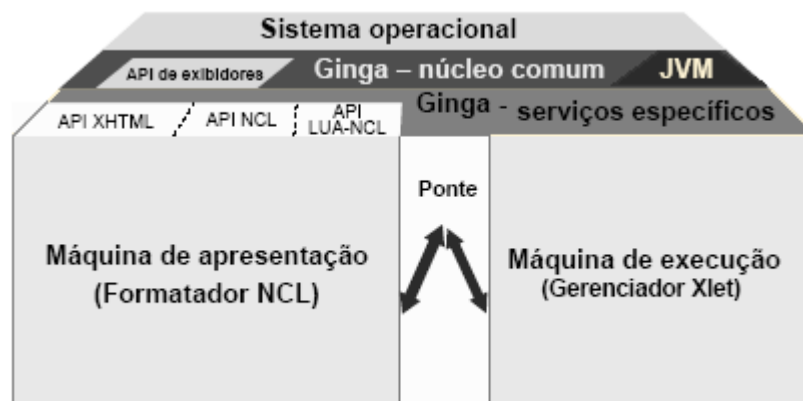 Sistema operacional
API de exibidores
Ginga – núcleo comum
JVM
API XHTML
API NCL
API
LUA-NCL
Ginga - serviços específicos
Ponte
Máquina de apresentação
(Formatador NCL)
Máquina de execução
(Gerenciador Xlet)